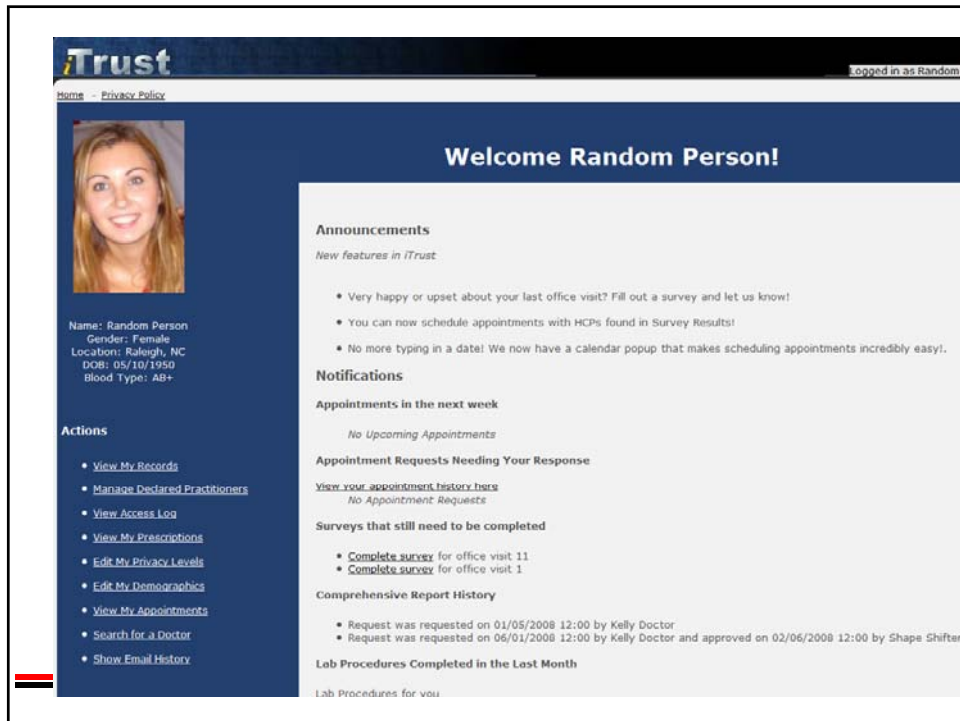 iTrust
Logged in as Random
Home - Privacy Policy
Welcome Random Person!
Name: Random Person
Gender: Female
Location: Raleigh, NC
DOB: 05/10/1950
Blood Type: AB+
Actions
• View My Records
• Manage Declared Practitioners
• View Access Log
• View My Prescriptions
• Edit My Privacy Levels
• Edit My Demographics
• View My Appointments
• Search for a Doctor
• Show Email History
Announcements
New features in iTrust
• Very happy or upset about your last office visit? Fill out a survey and let us know!
• You can now schedule appointments with HCPs found in Survey Results!
• No more typing in a date! We now have a calendar popup that makes scheduling appointments incredibly easy!.
Notifications
Appointments in the next week
No Upcoming Appointments
Appointment Requests Needing Your Response
View your appointment history here
No Appointment Requests
Surveys that still need to be completed
• Complete survey for office visit 11
• Complete survey for office visit 1
Comprehensive Report History
• Request was requested on 01/05/2008 12:00 by Kelly Doctor
• Request was requested on 06/01/2008 12:00 by Kelly Doctor and approved on 02/06/2008 12:00 by Shape Shifter
Lab Procedures Completed in the Last Month
Lab Procedures for you